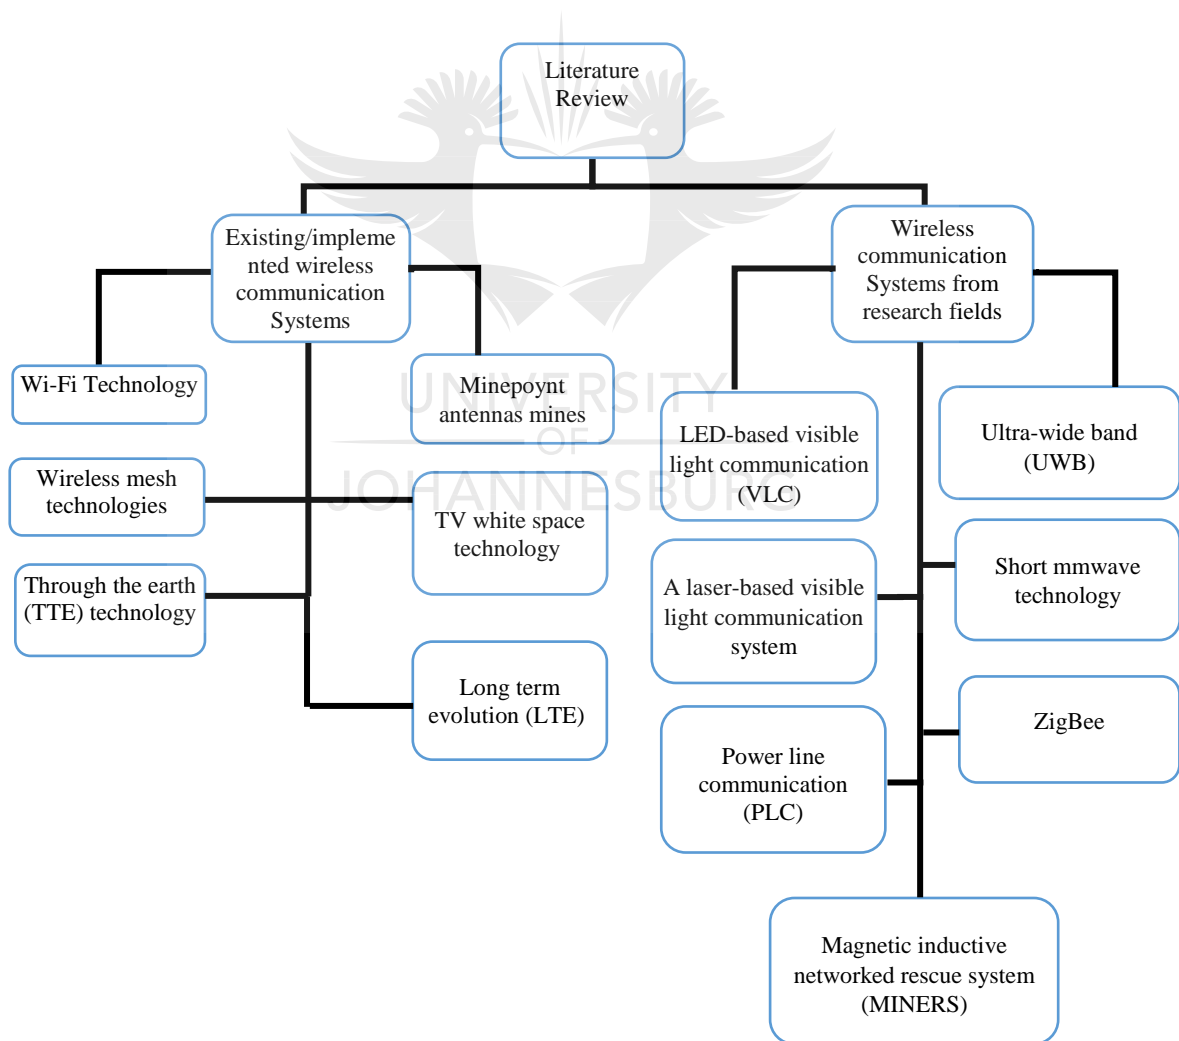 Literature
Review
Existing/impleme
nted wireless
communication
Systems
Wireless
communication
Systems from
research fields
Wi-Fi Technology
Minepoynt
antennas mines
Wireless mesh
technologies
TV white space
technology
Through the earth
(TTE) technology
Long term
evolution (LTE)
LED-based visible
light communication
(VLC)
Ultra-wide band
(UWB)
A laser-based visible
light communication
system
Short mmwave
technology
Power line
communication
(PLC)
ZigBee
Magnetic inductive
networked rescue system
(MINERS)
UNIVERSITY
OF
JOHANNESBURG